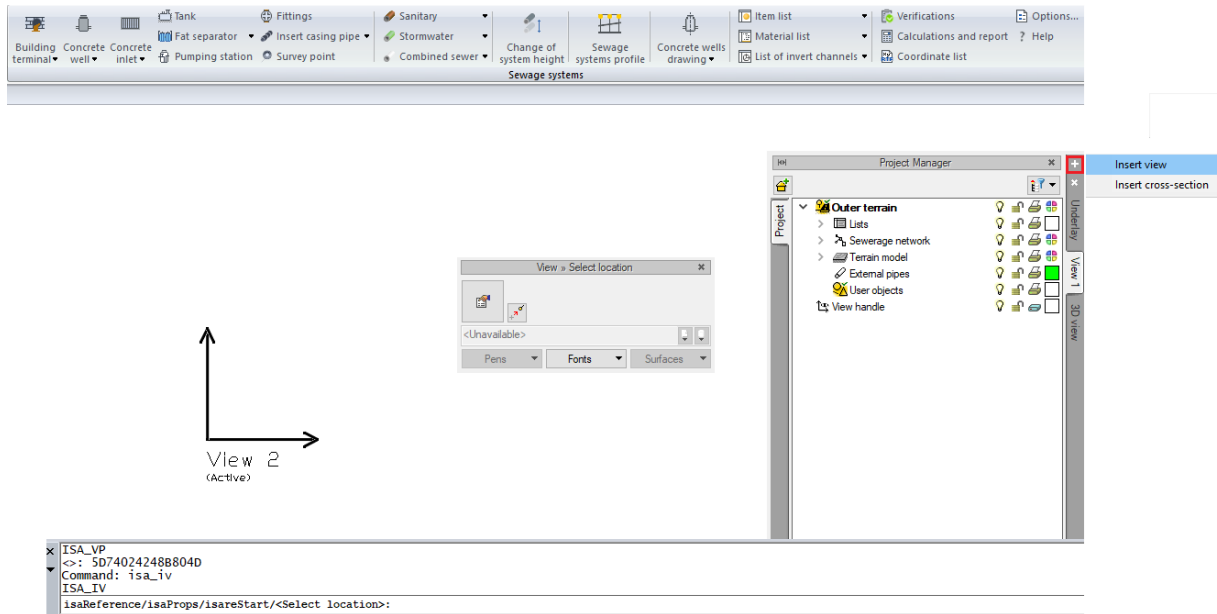 Building terminal
Concrete well
Concrete inlet
Tank
Fat separator
Pumping station
Fittings
Insert casing pipe
Survey point
Sanitary
Stormwater
Combined sewer
Change of system height
Sewage systems profile
Concrete wells drawing
Item list
Material list
List of invert channels
Verifications
Calculations and report
Coordinate list
Options...
? Help
Sewage systems
Project Manager
Insert view
Insert cross-section
Project
Outer terrain
Lists
Sewerage network
Terrain model
External pipes
User objects
View handle
Underlay
View 1
3D view
View » Select location
<Unavailable>
Pens
Fonts
Surfaces
View 2
(Active)
ISA_VP
<>: 5D74024248B804D
Command: isa_iv
ISA_IV
isaReference/isaProps/isareStart/<Select location>: